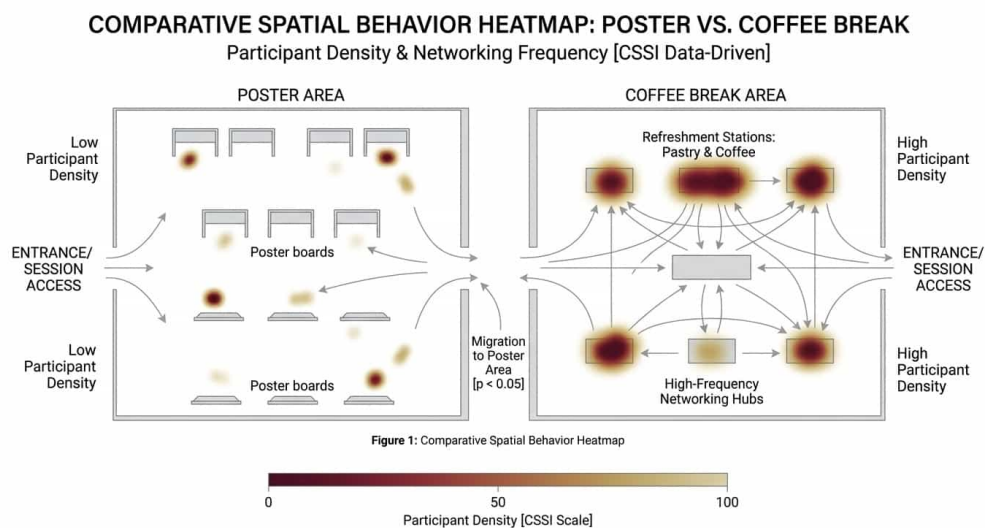 COMPARATIVE SPATIAL BEHAVIOR HEATMAP: POSTER VS. COFFEE BREAK
Participant Density & Networking Frequency [CSSI Data-Driven]
POSTER AREA
Low
Participant
Density
ENTRANCE/
SESSION
ACCESS
Low
Participant
Density
Poster boards
Poster boards
Migration
to Poster
Area
[p < 0.05]
COFFEE BREAK AREA
Refreshment Stations:
Pastry & Coffee
High-Frequency
Networking Hubs
High
Participant
Density
ENTRANCE/
SESSION
ACCESS
High
Participant
Density
Figure 1: Comparative Spatial Behavior Heatmap
0
50
100
Participant Density [CSSI Scale]